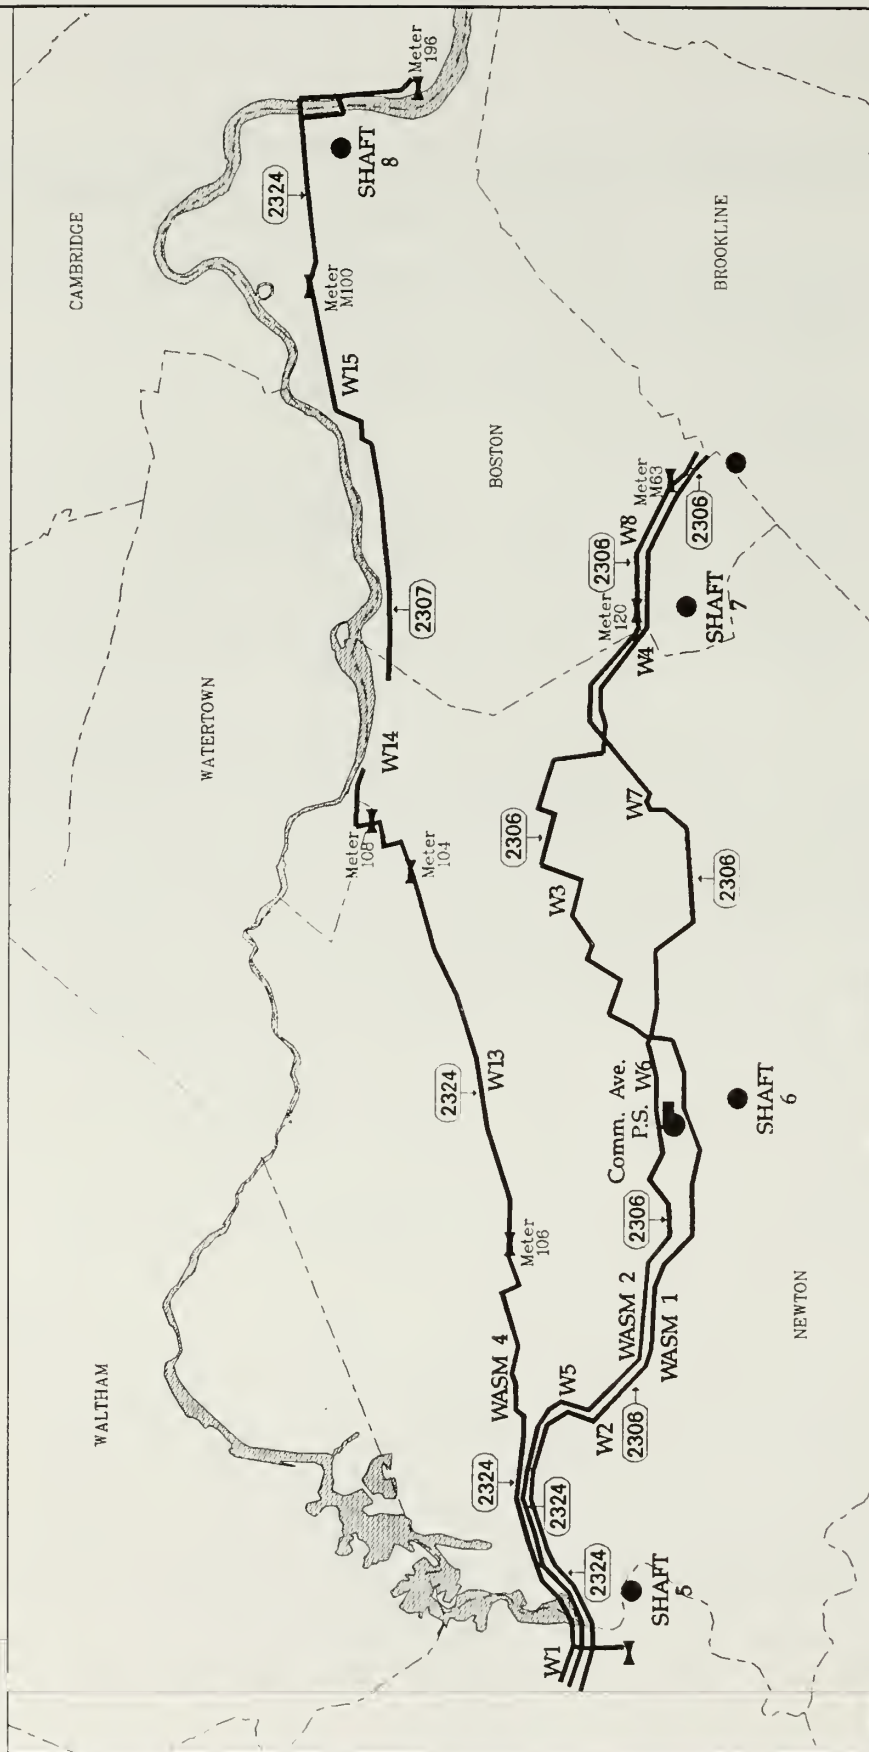 CAMBRIDGE
WATERTOWN
WALTHAM
BOSTON
BROOKLINE
NEWTON
Meter
196
SHAFT
8
2324
Meter
M100
W15
2307
W14
Meter
108
Meter
104
2324
W13
Meter
106
WASM 4
2324
2324
2324
W1
SHAFT
5
W5
W2
2306
WASM 2
WASM 1
2306
Comm. Ave.
P.S.
W6
SHAFT
6
W3
2306
W7
2306
W4
Meter
120
2306
W8
Meter
M63
2306
SHAFT
7